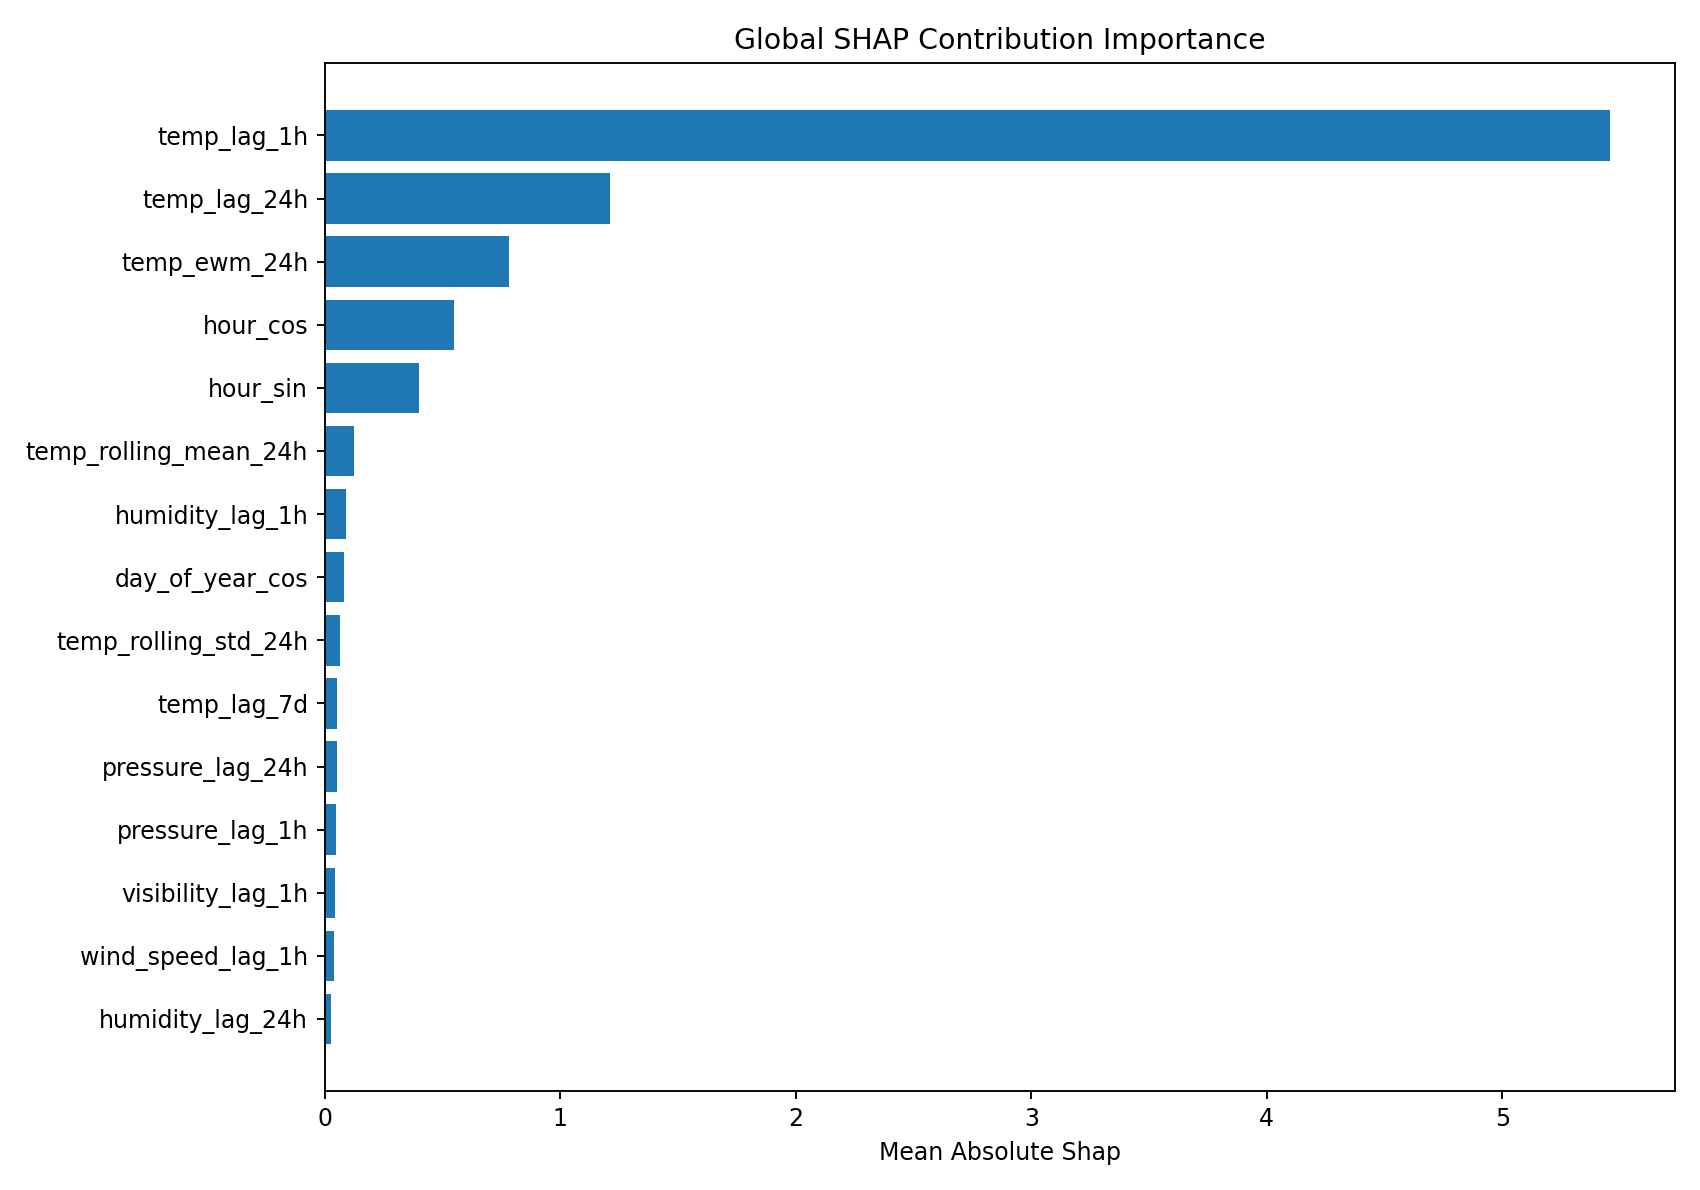 Global SHAP Contribution Importance
temp_lag_1h
temp_lag_24h
temp_ewm_24h
hour_cos
hour_sin
temp_rolling_mean_24h
humidity_lag_1h
day_of_year_cos
temp_rolling_std_24h
temp_lag_7d
pressure_lag_24h
pressure_lag_1h
visibility_lag_1h
wind_speed_lag_1h
humidity_lag_24h
0 1 2 3 4 5
Mean Absolute Shap